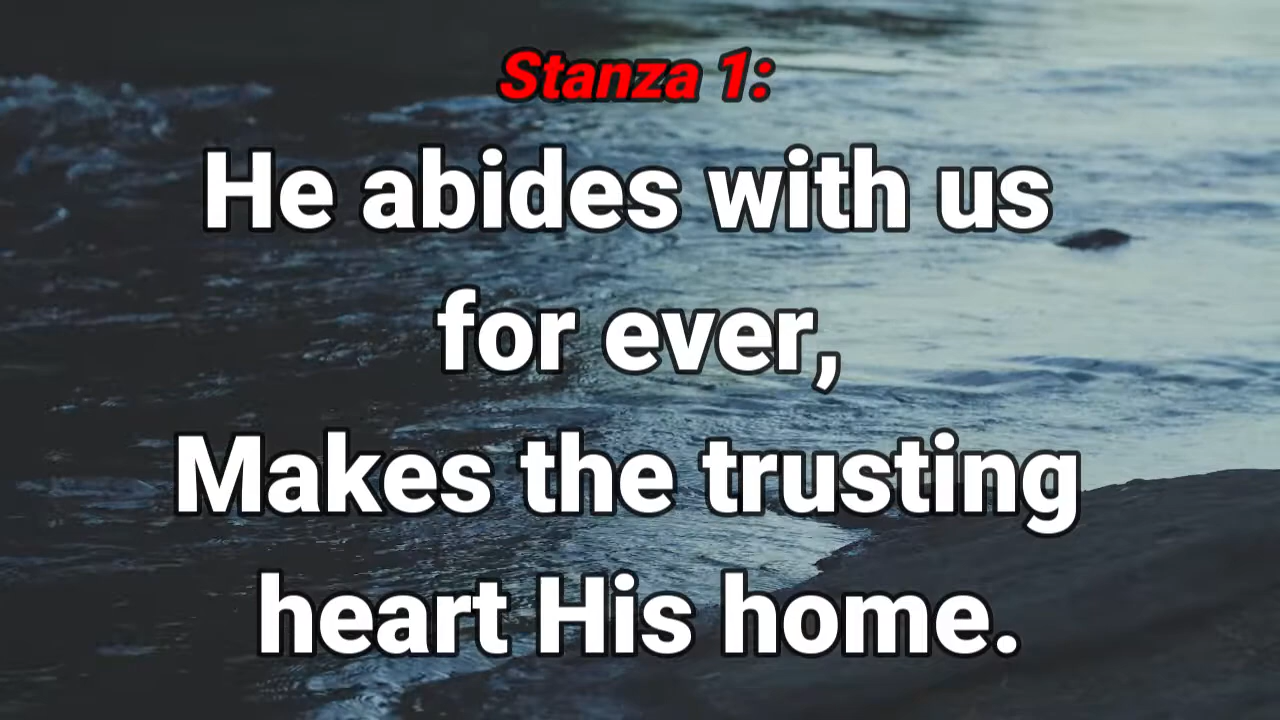 Stanza 1:
He abides with us
for ever,
Makes the trusting
heart His home.